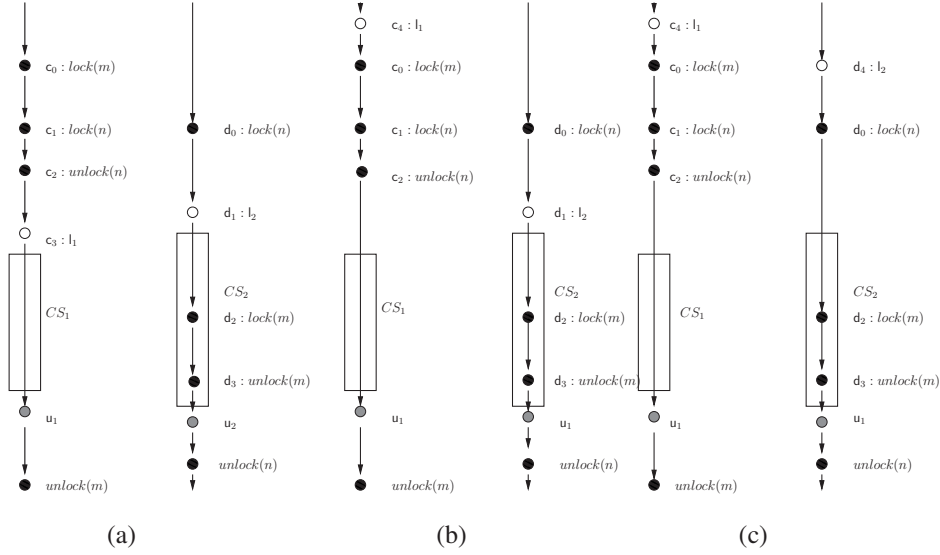 c₄ : l₁
c₀ : lock(m)
c₁ : lock(n)
c₂ : unlock(n)
c₃ : l₁
CS₁
u₁
unlock(m)
d₀ : lock(n)
d₁ : l₂
CS₂
d₂ : lock(m)
d₃ : unlock(m)
u₂
unlock(n)
(a)
c₀ : lock(m)
c₁ : lock(n)
c₂ : unlock(n)
CS₁
u₁
unlock(m)
d₀ : lock(n)
d₁ : l₂
CS₂
d₂ : lock(m)
d₃ : unlock(m)
u₁
unlock(n)
(b)
c₄ : l₁
c₀ : lock(m)
c₁ : lock(n)
c₂ : unlock(n)
CS₁
u₁
unlock(m)
d₄ : l₂
d₀ : lock(n)
CS₂
d₂ : lock(m)
d₃ : unlock(m)
u₁
unlock(n)
(c)